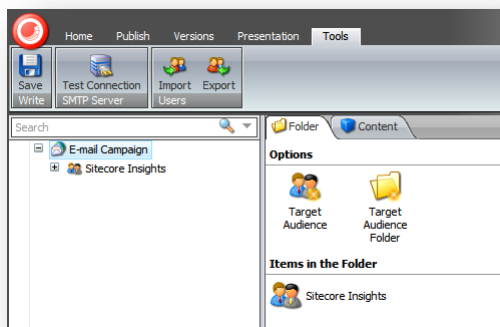 Home Publish Versions Presentation Tools
Save Test Connection Import Export
Write SMTP Server Users
Search
Folder Content
E-mail Campaign
Sitecore Insights
Options
Target Audience
Target Audience Folder
Items in the Folder
Sitecore Insights